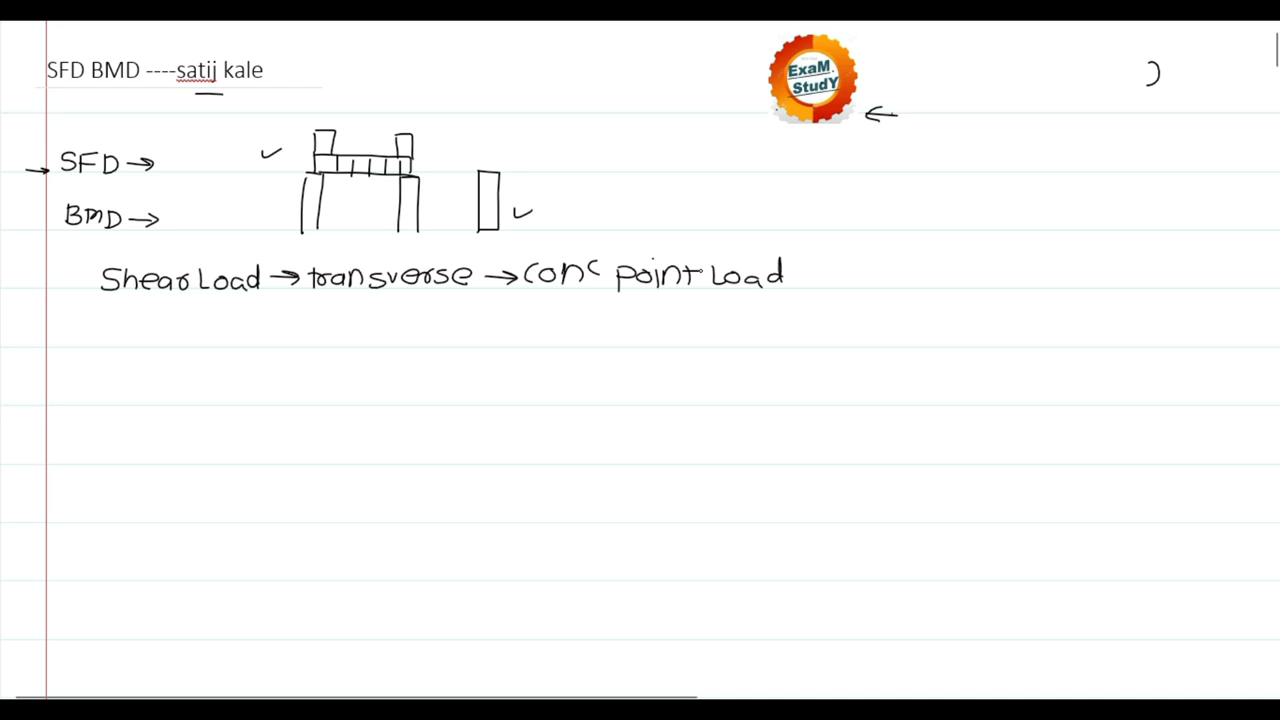 SFD BMD ----satij kale
ExaM
StudY
SFD →
BMD →
Shear Load → transverse → conc point Load